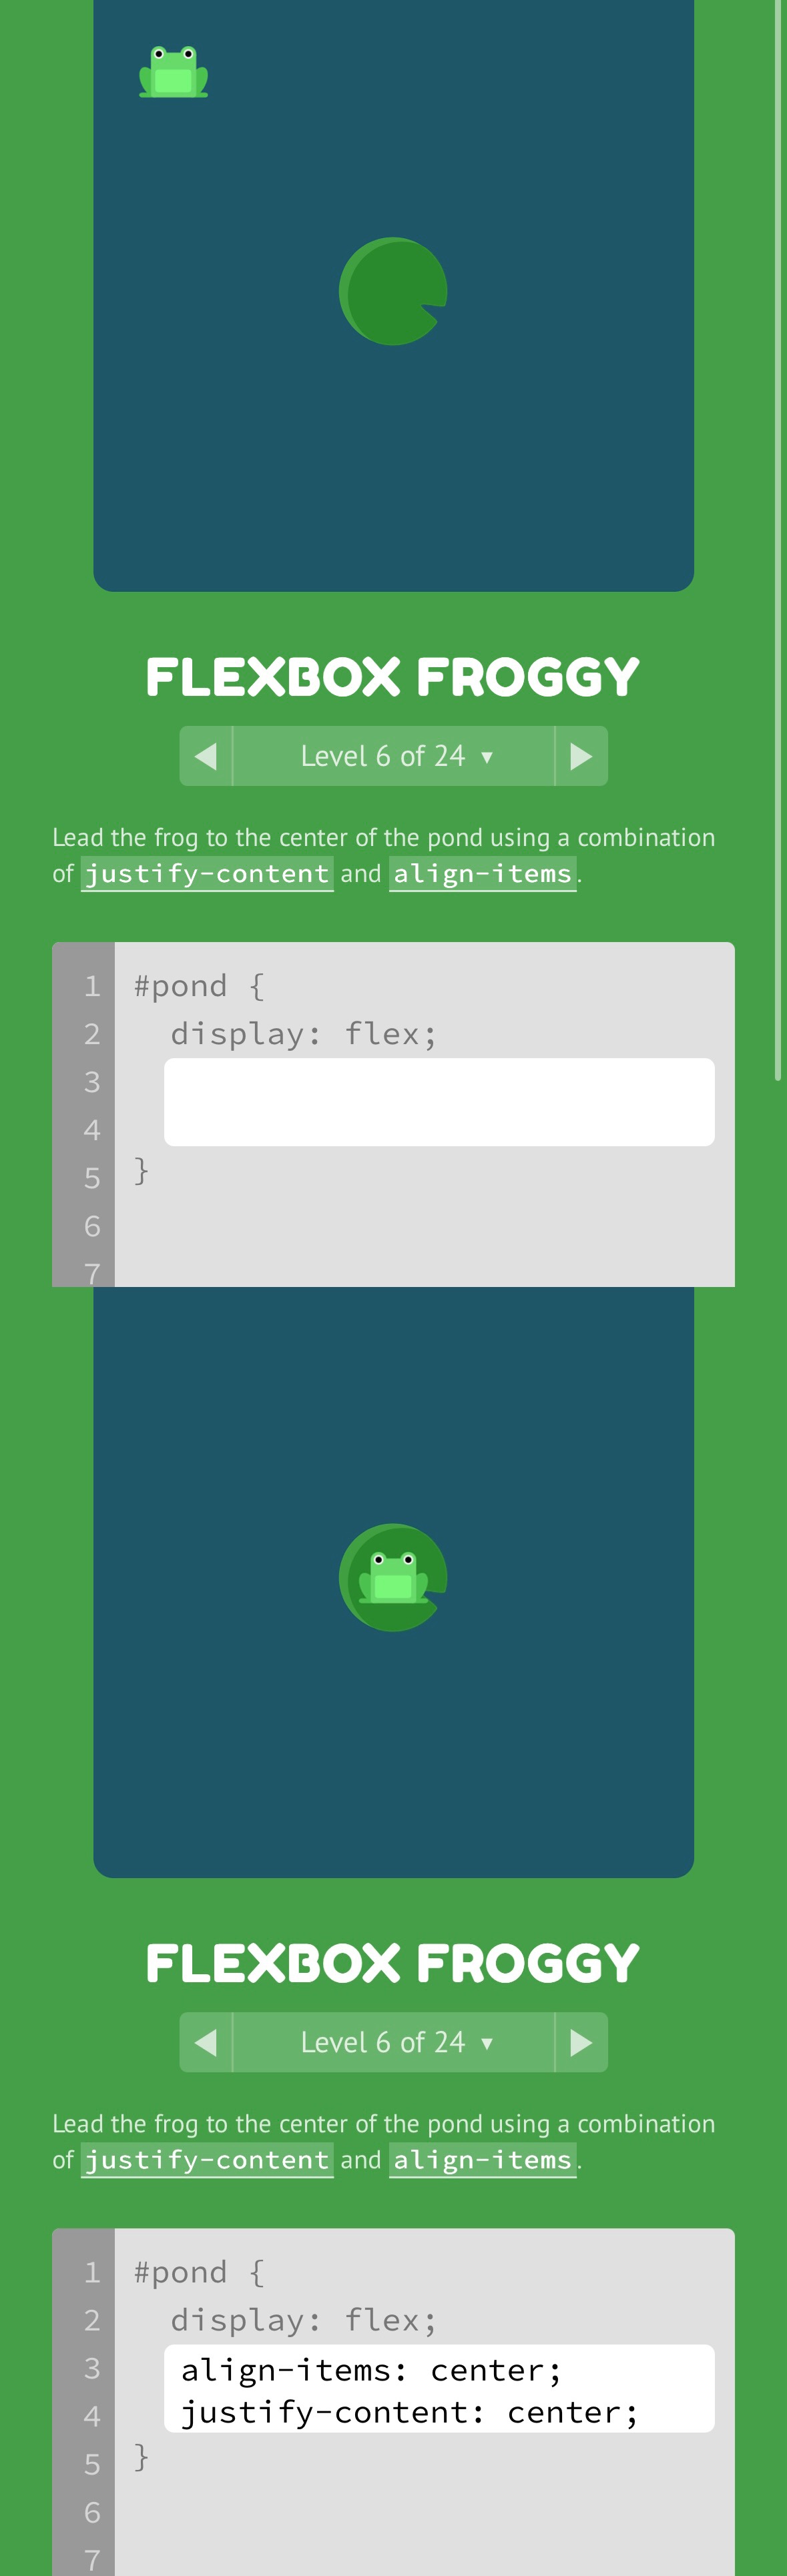 FLEXBOX FROGGY
◀ Level 6 of 24 ▼ ▶
Lead the frog to the center of the pond using a combination
of justify-content and align-items.
1 #pond {
2 display: flex;
3
4
5 }
6
7
FLEXBOX FROGGY
◀ Level 6 of 24 ▼ ▶
Lead the frog to the center of the pond using a combination
of justify-content and align-items.
1 #pond {
2 display: flex;
3 align-items: center;
4 justify-content: center;
5 }
6
7